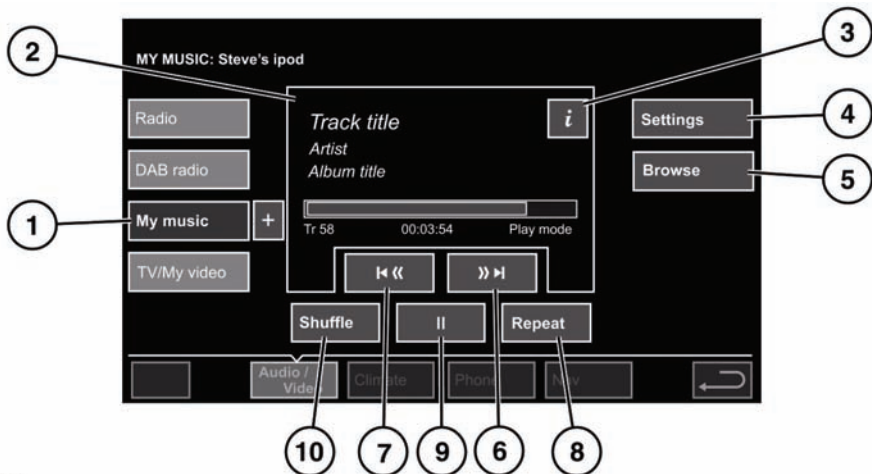 2
3
MY MUSIC: Steve's ipod
Radio
Track title
i
Settings
4
Artist
DAB radio
Album title
Browse
5
1
My music
+
Tr 58
00:03:54
Play mode
TV/My video
Shuffle
II
Repeat
Audio /
Video
Climate
Phone
Nav
10
7
9
6
8